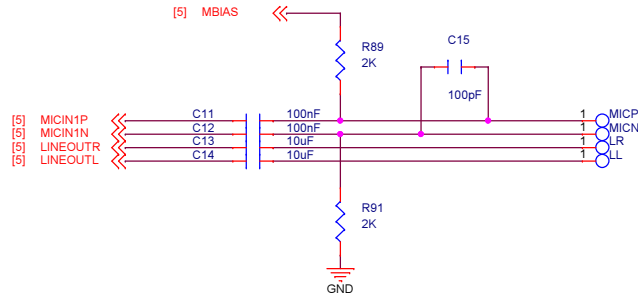 [5] MBIAS
R89
2K
C15
100pF
[5] MICIN1P C11 100nF 1 MICP
[5] MICIN1N C12 100nF 1 MICN
[5] LINEOUTR C13 10uF 1 LR
[5] LINEOUTL C14 10uF 1 LL
R91
2K
GND